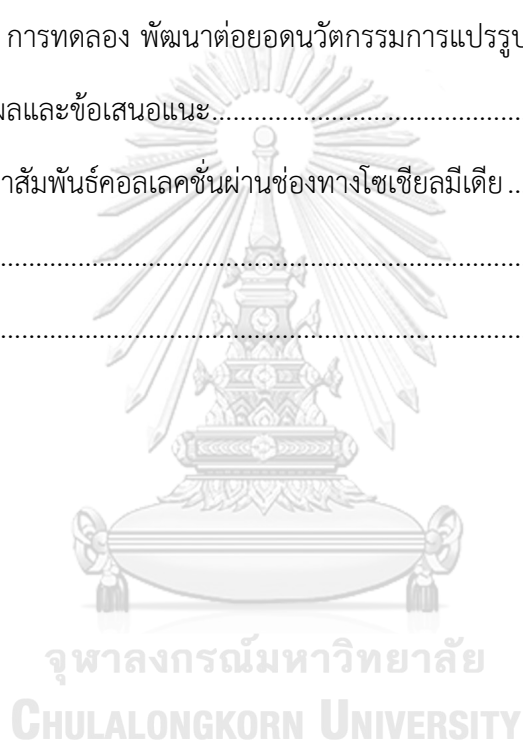 การทดลอง พัฒนาต่อยอดนวัตกรรมการแปรรูป
ผลและข้อเสนอแนะ.............................................
าสัมพันธ์คอลเลคชั่นผ่านช่องทางโซเชียลมีเดีย ..
..........................................................................
..........................................................................
จุฬาลงกรณ์มหาวิทยาลัย
CHULALONGKORN UNIVERSITY